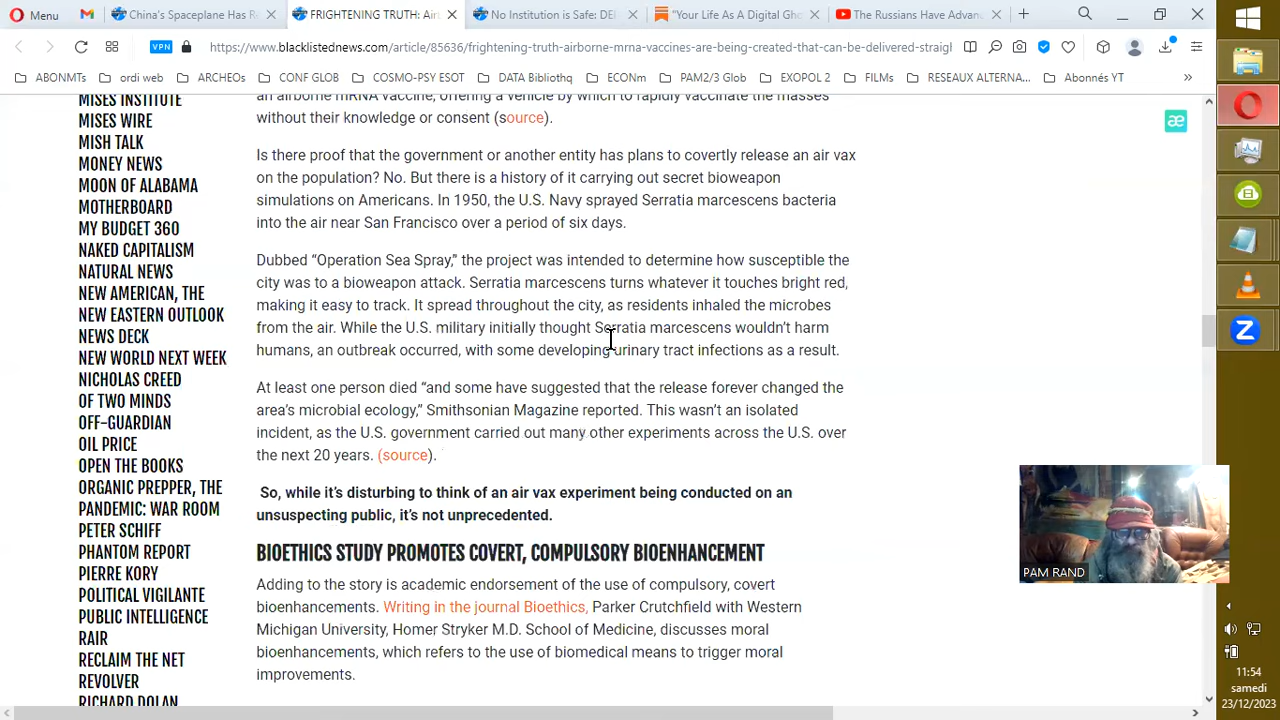 Menu
China's Spaceplane Has R
FRIGHTENING TRUTH: Air
No Institution is Safe: DEI
"Your Life As A Digital Gho
The Russians Have Advan
VPN
https://www.blacklistednews.com/article/85636/frightening-truth-airborne-mrna-vaccines-are-being-created-that-can-be-delivered-straigl
ABONMTs
ordi web
ARCHEOs
CONF GLOB
COSMO-PSY ESOT
DATA Biblithq
ECONm
PAM2/3 Glob
EXOPOL 2
FILMs
RESEAUX ALTERNA...
Abonnés YT
»
MISES INSTITUTE
MISES WIRE
MISH TALK
MONEY NEWS
MOON OF ALABAMA
MOTHERBOARD
MY BUDGET 360
NAKED CAPITALISM
NATURAL NEWS
NEW AMERICAN, THE
NEW EASTERN OUTLOOK
NEWS DECK
NEW WORLD NEXT WEEK
NICHOLAS CREED
OF TWO MINDS
OFF-GUARDIAN
OIL PRICE
OPEN THE BOOKS
ORGANIC PREPPER, THE
PANDEMIC: WAR ROOM
PETER SCHIFF
PHANTOM REPORT
PIERRE KORY
POLITICAL VIGILANTE
PUBLIC INTELLIGENCE
RAIR
RECLAIM THE NET
REVOLVER
RICHARD DOLAN
an airborne mRNA vaccine, offering a vehicle by which to rapidly vaccinate the masses
without their knowledge or consent (source).
Is there proof that the government or another entity has plans to covertly release an air vax
on the population? No. But there is a history of it carrying out secret bioweapon
simulations on Americans. In 1950, the U.S. Navy sprayed Serratia marcescens bacteria
into the air near San Francisco over a period of six days.
Dubbed “Operation Sea Spray,” the project was intended to determine how susceptible the
city was to a bioweapon attack. Serratia marcescens turns whatever it touches bright red,
making it easy to track. It spread throughout the city, as residents inhaled the microbes
from the air. While the U.S. military initially thought Serratia marcescens wouldn’t harm
humans, an outbreak occurred, with some developing urinary tract infections as a result.
At least one person died “and some have suggested that the release forever changed the
area’s microbial ecology,” Smithsonian Magazine reported. This wasn’t an isolated
incident, as the U.S. government carried out many other experiments across the U.S. over
the next 20 years. (source).
So, while it’s disturbing to think of an air vax experiment being conducted on an
unsuspecting public, it’s not unprecedented.
BIOETHICS STUDY PROMOTES COVERT, COMPULSORY BIOENHANCEMENT
Adding to the story is academic endorsement of the use of compulsory, covert
bioenhancements. Writing in the journal Bioethics, Parker Crutchfield with Western
Michigan University, Homer Stryker M.D. School of Medicine, discusses moral
bioenhancements, which refers to the use of biomedical means to trigger moral
improvements.
æ
PAM RAND
11:54
samedi
23/12/2023